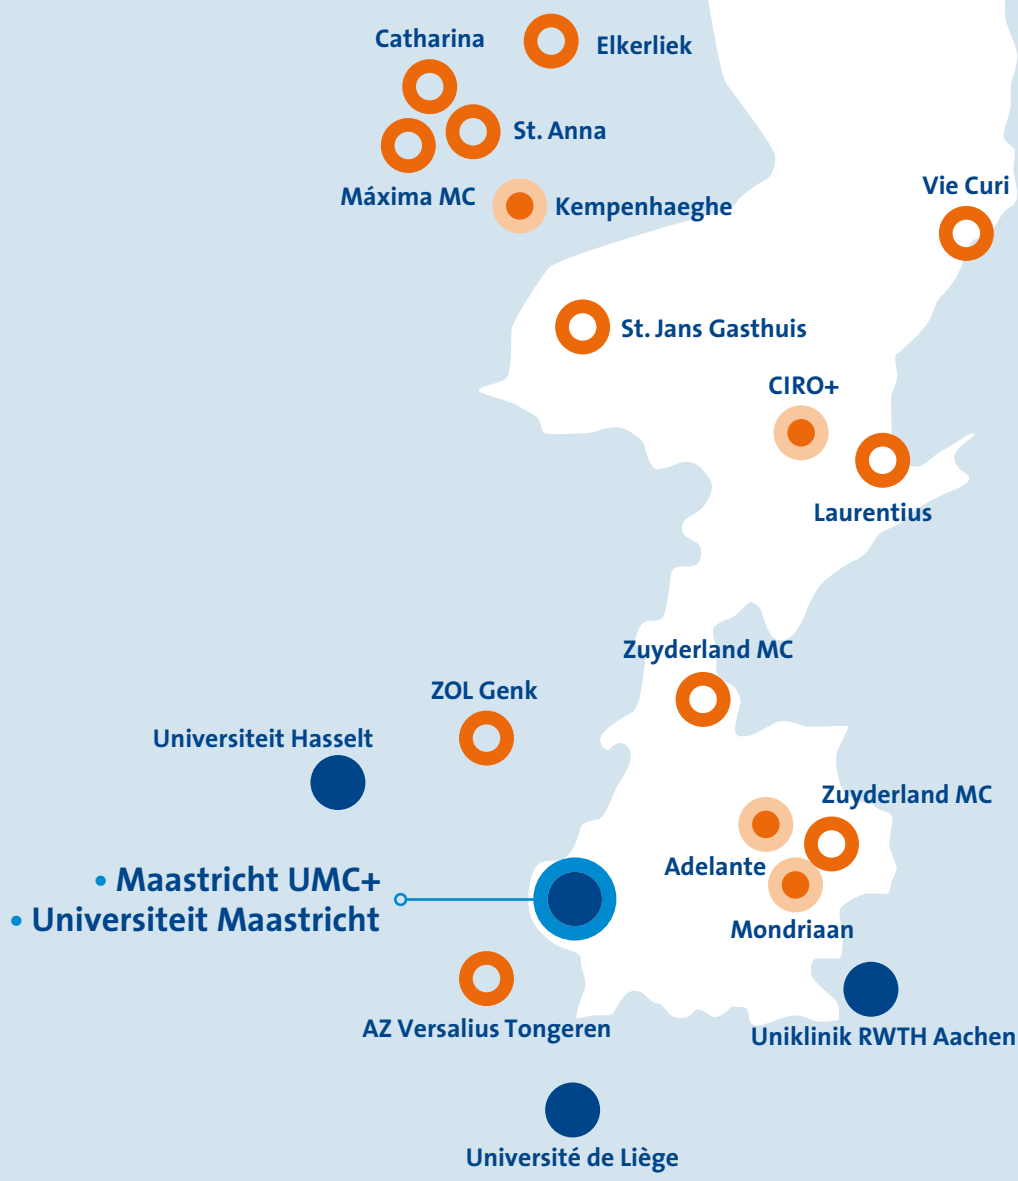 Catharina
Elkerliek
St. Anna
Máxima MC
Kempenhaeghe
Vie Curi
St. Jans Gasthuis
CIRO+
Laurentius
Zuyderland MC
ZOL Genk
Universiteit Hasselt
Zuyderland MC
Adelante
• Maastricht UMC+
• Universiteit Maastricht
Mondriaan
AZ Versalius Tongeren
Uniklinik RWTH Aachen
Université de Liège